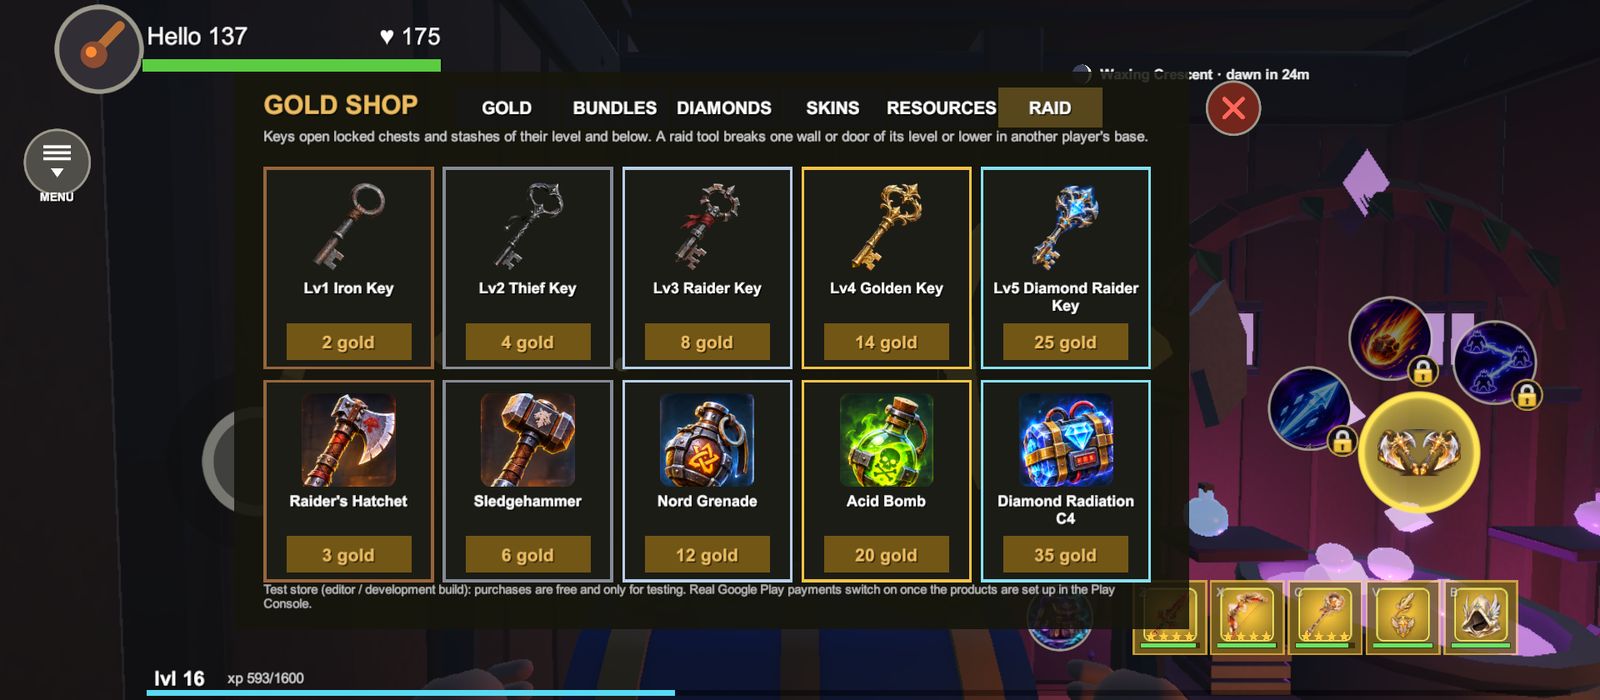 Hello 137
♥ 175
Waxing Crescent · dawn in 24m
MENU
GOLD SHOP
GOLD
BUNDLES
DIAMONDS
SKINS
RESOURCES
RAID
Keys open locked chests and stashes of their level and below. A raid tool breaks one wall or door of its level or lower in another player's base.
Lv1 Iron Key
2 gold
Lv2 Thief Key
4 gold
Lv3 Raider Key
8 gold
Lv4 Golden Key
14 gold
Lv5 Diamond Raider
Key
25 gold
Raider's Hatchet
3 gold
Sledgehammer
6 gold
Nord Grenade
12 gold
Acid Bomb
20 gold
Diamond Radiation
C4
35 gold
Test store (editor / development build): purchases are free and only for testing. Real Google Play payments switch on once the products are set up in the Play
Console.
Z
X
C
V
B
lvl 16
xp 593/1600